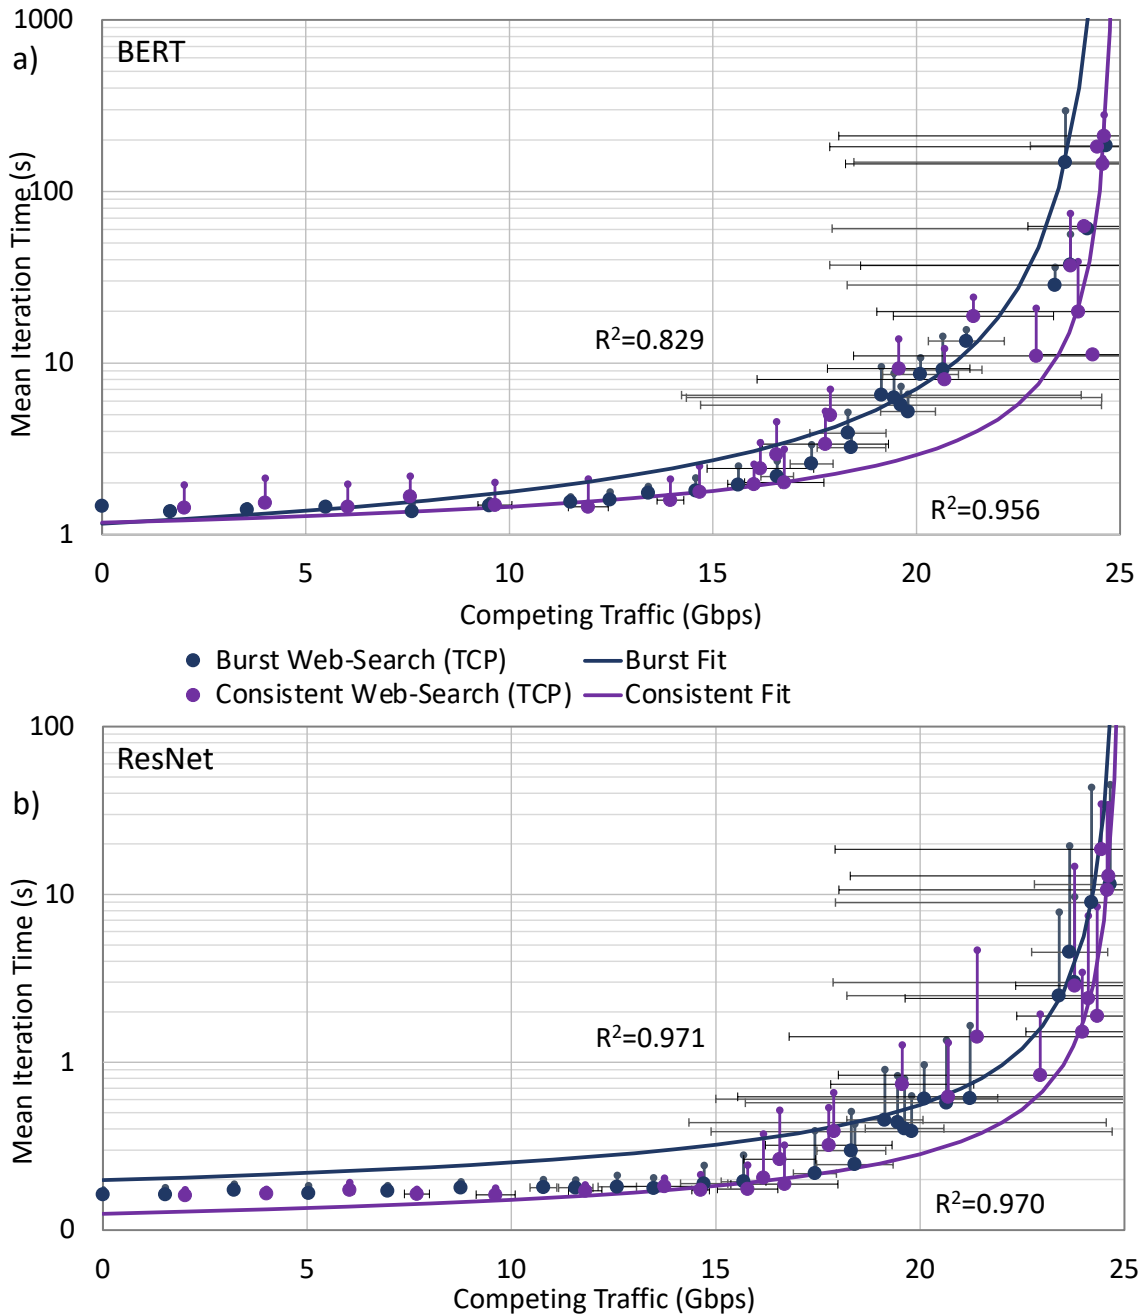 a)
BERT
Mean Iteration Time (s)
1000
100
10
1
R²=0.829
R²=0.956
0 5 10 15 20 25
Competing Traffic (Gbps)
Burst Web-Search (TCP) Burst Fit
Consistent Web-Search (TCP) Consistent Fit
b)
ResNet
Mean Iteration Time (s)
100
10
1
0
R²=0.971
R²=0.970
0 5 10 15 20 25
Competing Traffic (Gbps)